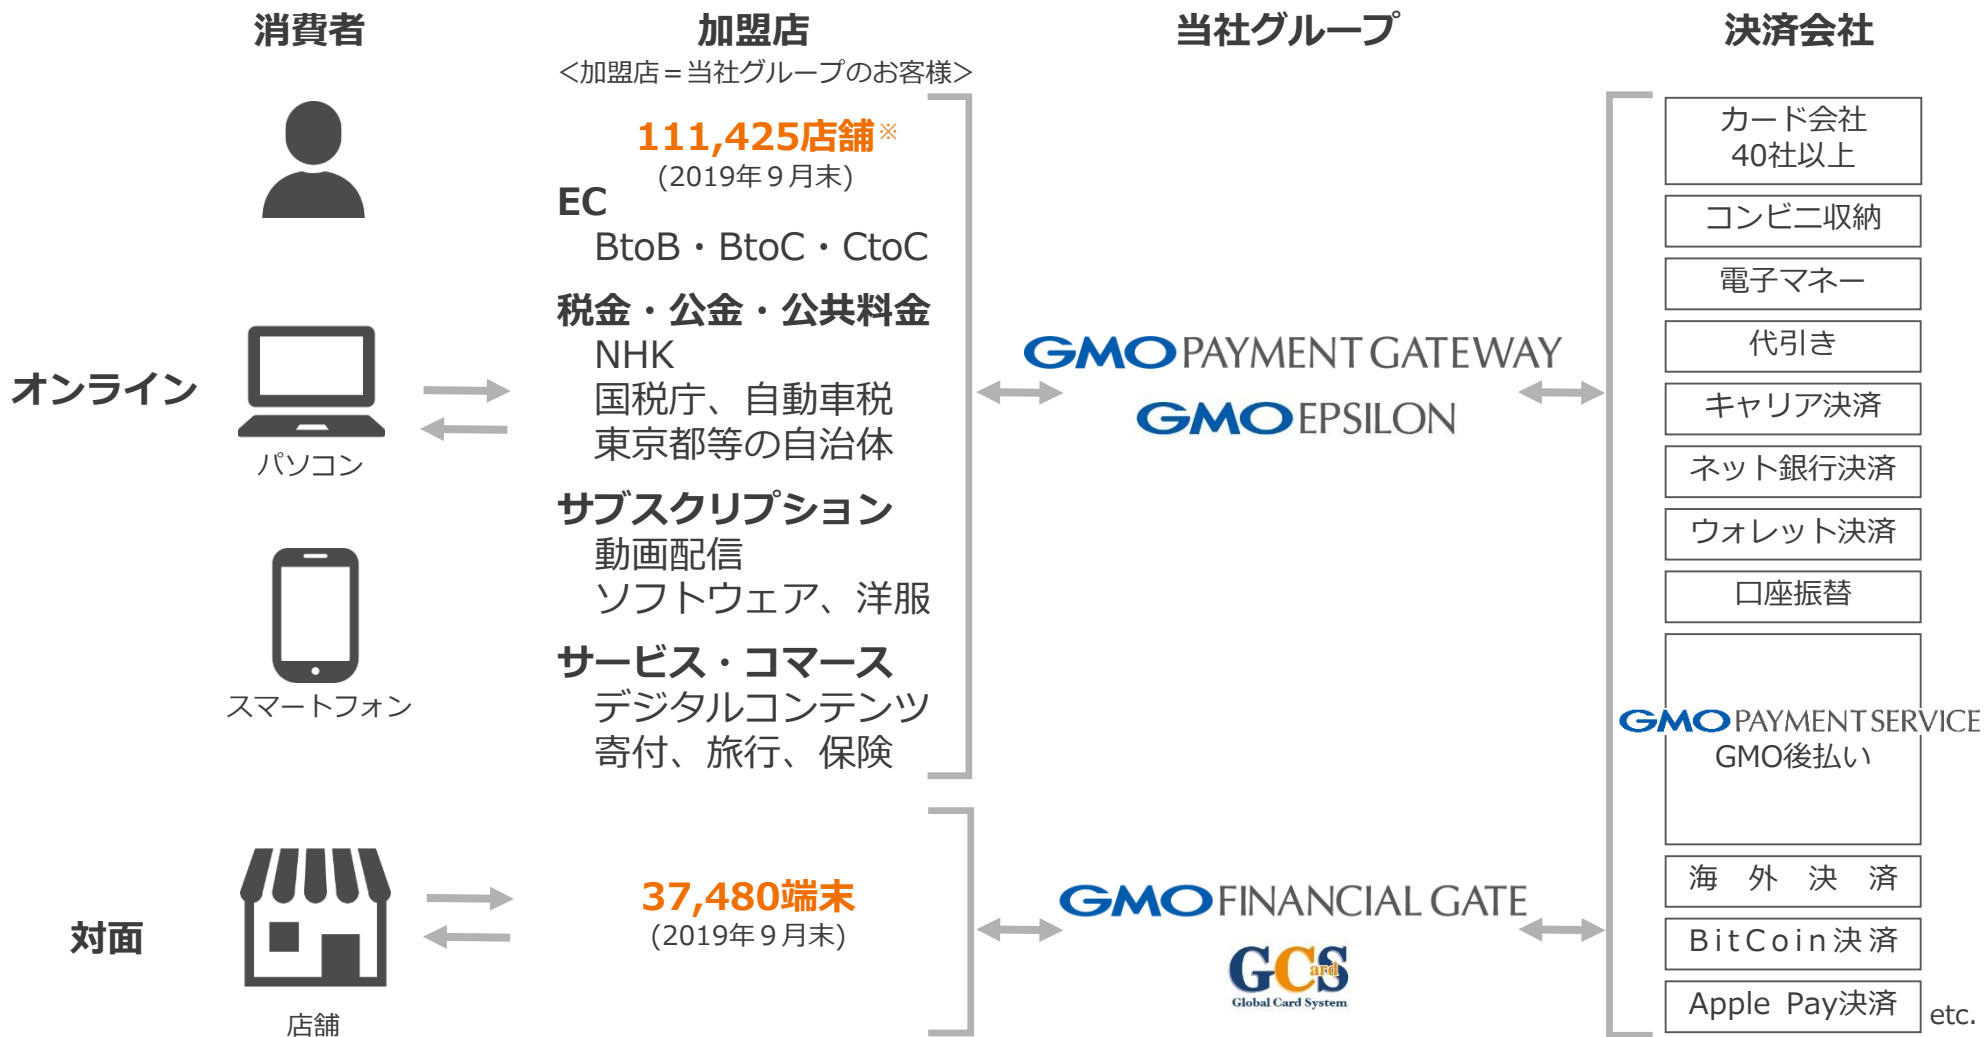 消費者
加盟店
当社グループ
決済会社
＜加盟店＝当社グループのお客様＞
111,425店舗※
(2019年９月末)
EC
BtoB・BtoC・CtoC
税金・公金・公共料金
NHK
国税庁、自動車税
東京都等の自治体
サブスクリプション
動画配信
ソフトウェア、洋服
サービス・コマース
デジタルコンテンツ
寄付、旅行、保険
オンライン
パソコン
スマートフォン
GMO PAYMENT GATEWAY
GMO EPSILON
対面
店舗
37,480端末
(2019年９月末)
GMO FINANCIAL GATE
GCardS
Global Card System
カード会社
40社以上
コンビニ収納
電子マネー
代引き
キャリア決済
ネット銀行決済
ウォレット決済
口座振替
GMO PAYMENT SERVICE
GMO後払い
海 外 決 済
BitCoin決済
Apple Pay決済
etc.